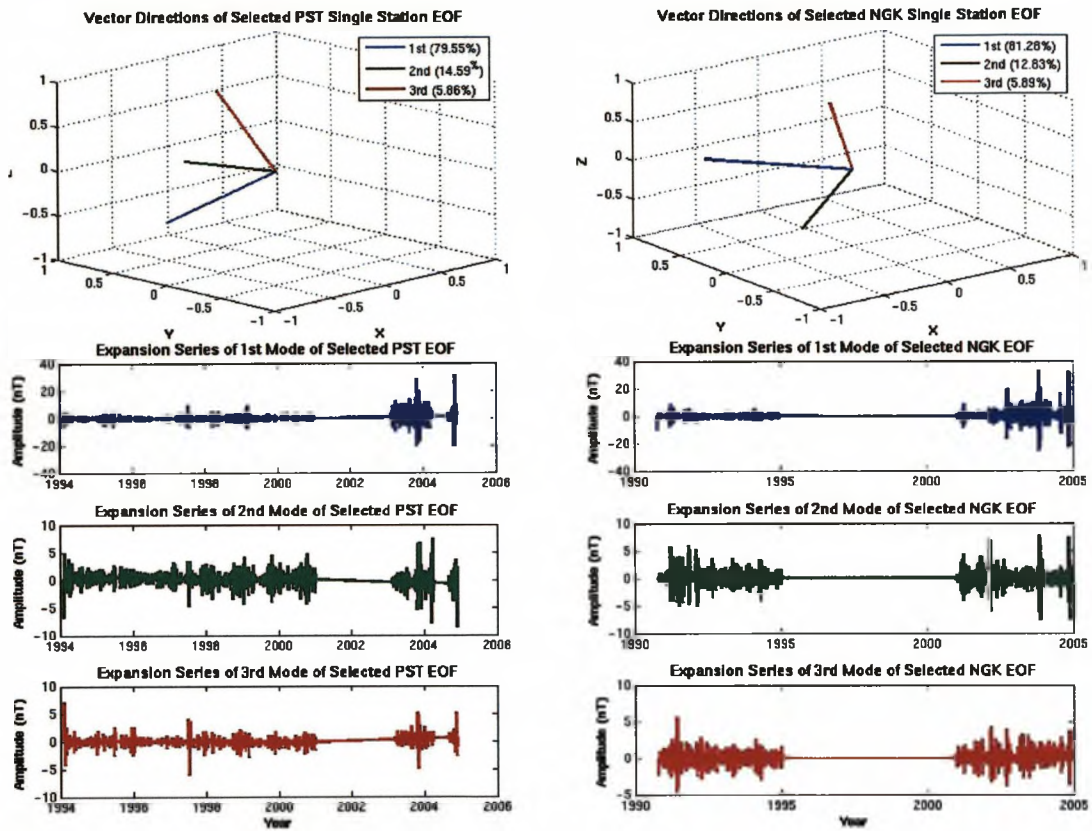 Vector Directions of Selected PST Single Station EOF
1st (79.55%)
2nd (14.59%)
3rd (5.86%)
1
0.5
0
-0.5
-1
1
0.5
0
-0.5
-1
-1
-0.5
0
0.5
1
Y
X
Vector Directions of Selected NGK Single Station EOF
1st (81.28%)
2nd (12.83%)
3rd (5.89%)
Z
1
0.5
0
-0.5
-1
1
0.5
0
-0.5
-1
-1
-0.5
0
0.5
1
Y
X
Expansion Series of 1st Mode of Selected PST EOF
Amplitude (nT)
40
20
0
-20
-40
1994 1996 1998 2000 2002 2004 2006
Expansion Series of 1st Mode of Selected NGK EOF
Amplitude (nT)
40
20
0
-20
-40
1990 1995 2000 2005
Expansion Series of 2nd Mode of Selected PST EOF
Amplitude (nT)
10
5
0
-5
-10
1994 1996 1998 2000 2002 2004 2006
Expansion Series of 2nd Mode of Selected NGK EOF
Amplitude (nT)
10
5
0
-5
-10
1990 1995 2000 2005
Expansion Series of 3rd Mode of Selected PST EOF
Amplitude (nT)
10
5
0
-5
-10
1994 1996 1998 2000 2002 2004 2006
Year
Expansion Series of 3rd Mode of Selected NGK EOF
Amplitude (nT)
10
5
0
-5
1990 1995 2000 2005
Year